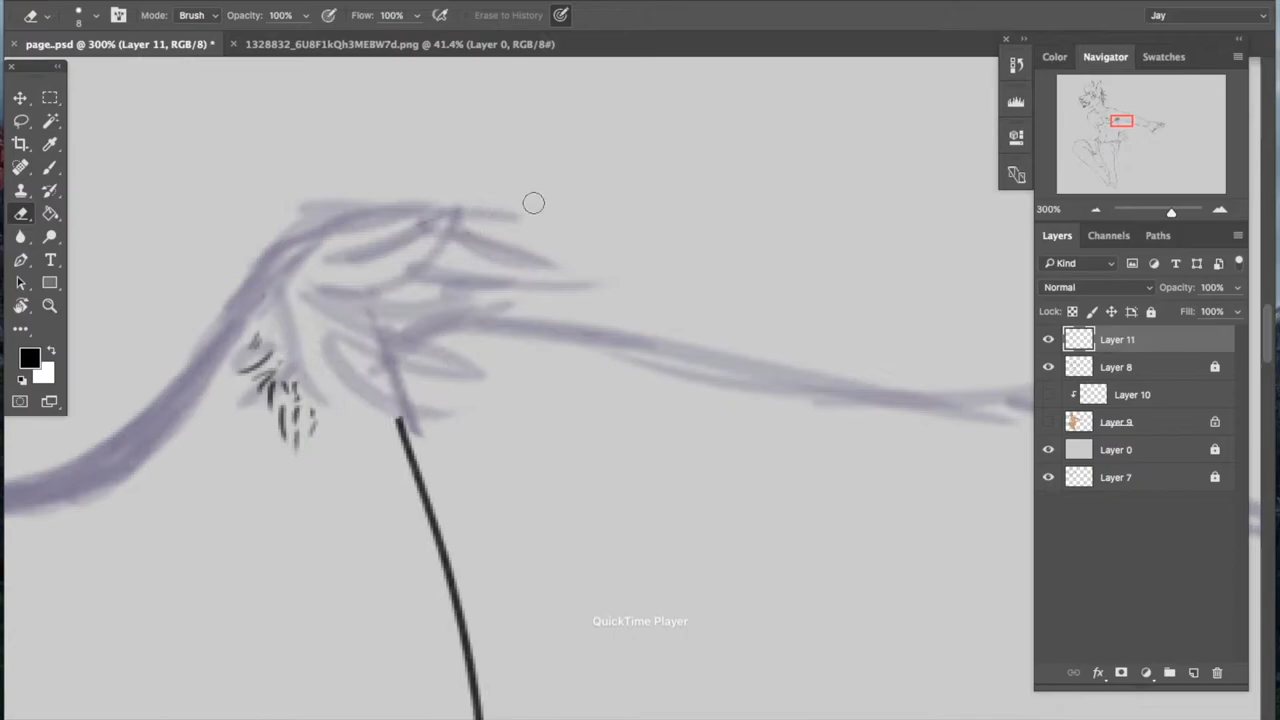 8 Mode: Brush Opacity: 100% Flow: 100% Erase to History Jay
page..psd @ 300% (Layer 11, RGB/8) * 1328832_6U8F1kQh3MEBW7d.png @ 41.4% (Layer 0, RGB/8#)
Color Navigator Swatches
300%
Layers Channels Paths
Kind
Normal Opacity: 100%
Lock: Fill: 100%
Layer 11
Layer 8
Layer 10
Layer 9
Layer 0
Layer 7
QuickTime Player
fx